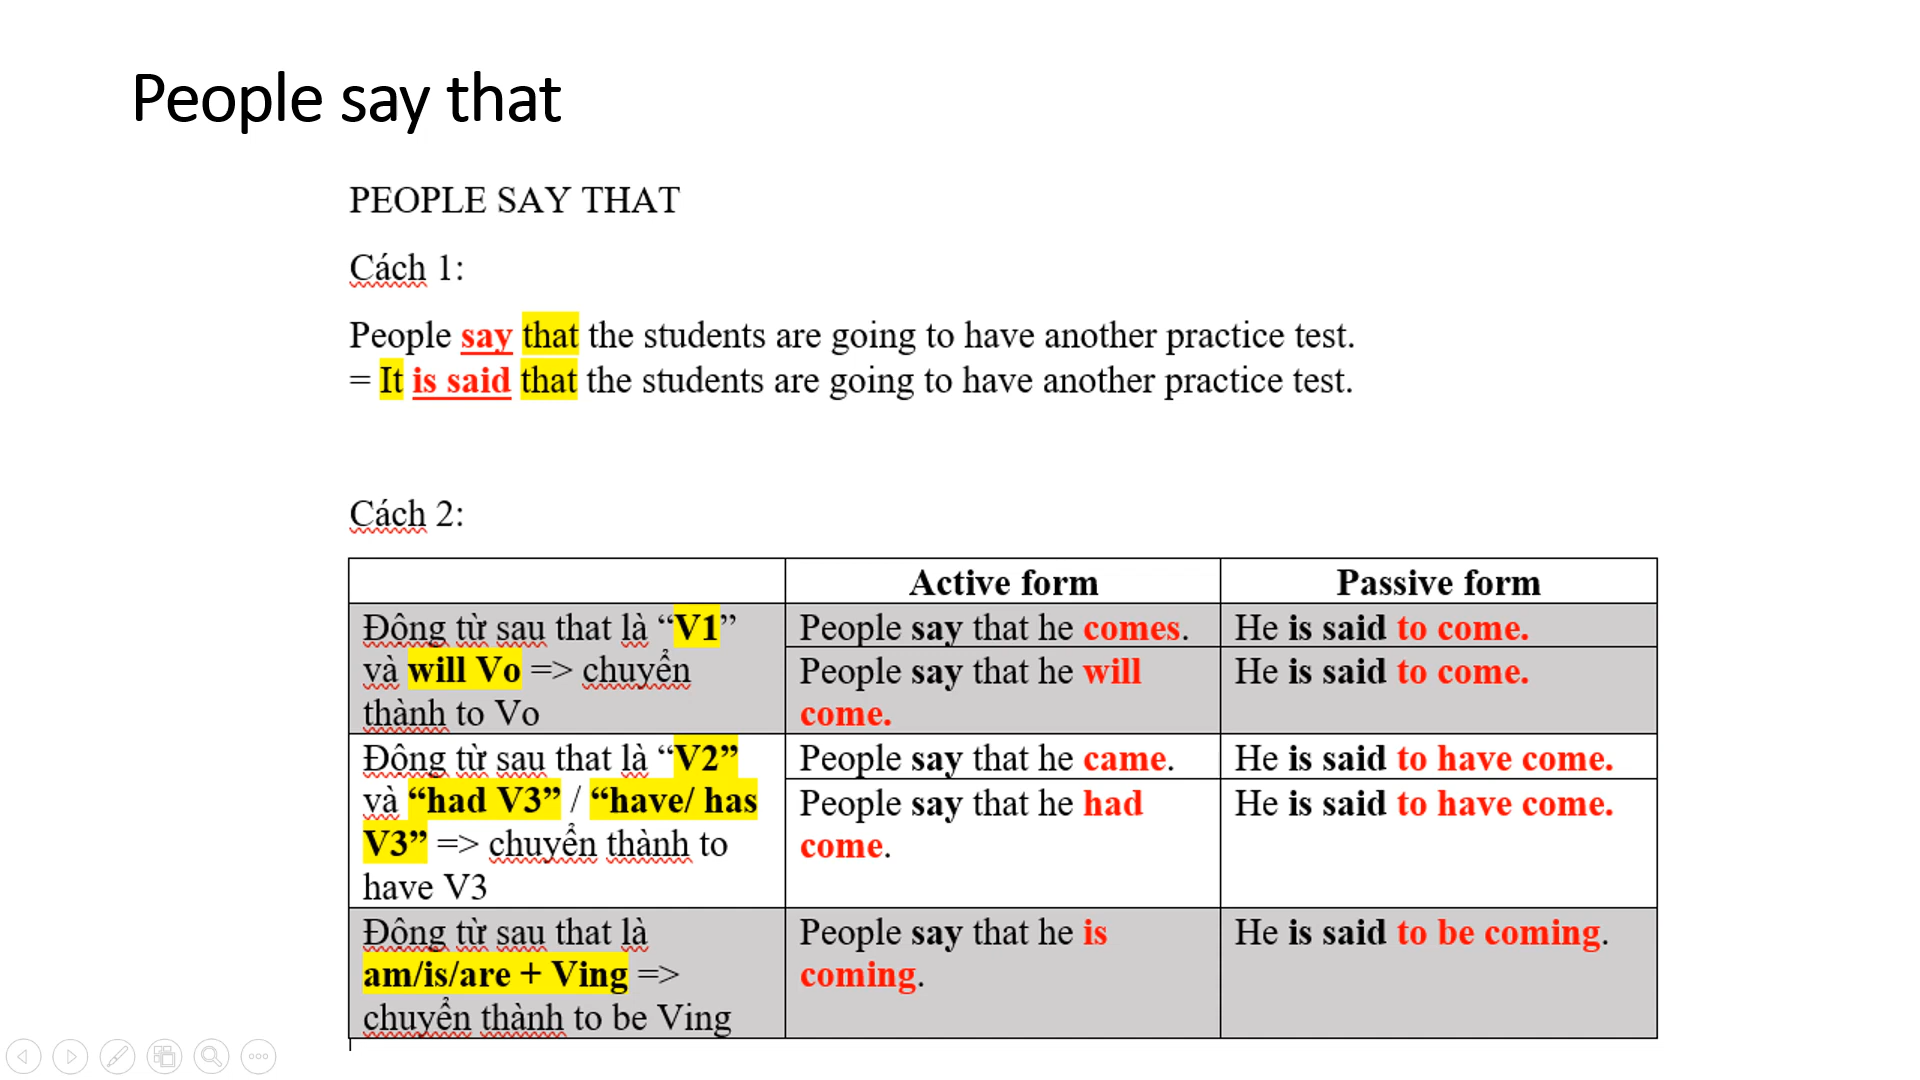 People say that
PEOPLE SAY THAT
Cách 1:
People say that the students are going to have another practice test.
= It is said that the students are going to have another practice test.
Cách 2:
Active form
Passive form
Đông từ sau that là “V1”
và will Vo => chuyển
thành to Vo
People say that he comes.
He is said to come.
People say that he will
come.
He is said to come.
Đông từ sau that là “V2”
và “had V3” / “have/ has
V3” => chuyển thành to
have V3
People say that he came.
He is said to have come.
People say that he had
come.
He is said to have come.
Đông từ sau that là
am/is/are + Ving =>
chuyển thành to be Ving
People say that he is
coming.
He is said to be coming.